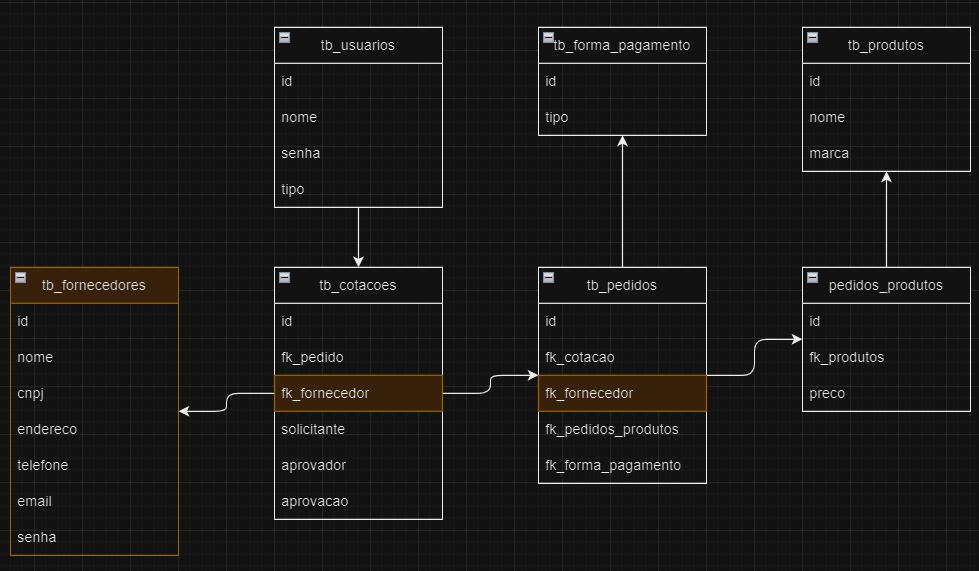 tb_usuarios
id
nome
senha
tipo
tb_forma_pagamento
id
tipo
tb_produtos
id
nome
marca
tb_fornecedores
id
nome
cnpj
endereco
telefone
email
senha
tb_cotacoes
id
fk_pedido
fk_fornecedor
solicitante
aprovador
aprovacao
tb_pedidos
id
fk_cotacao
fk_fornecedor
fk_pedidos_produtos
fk_forma_pagamento
pedidos_produtos
id
fk_produtos
preco